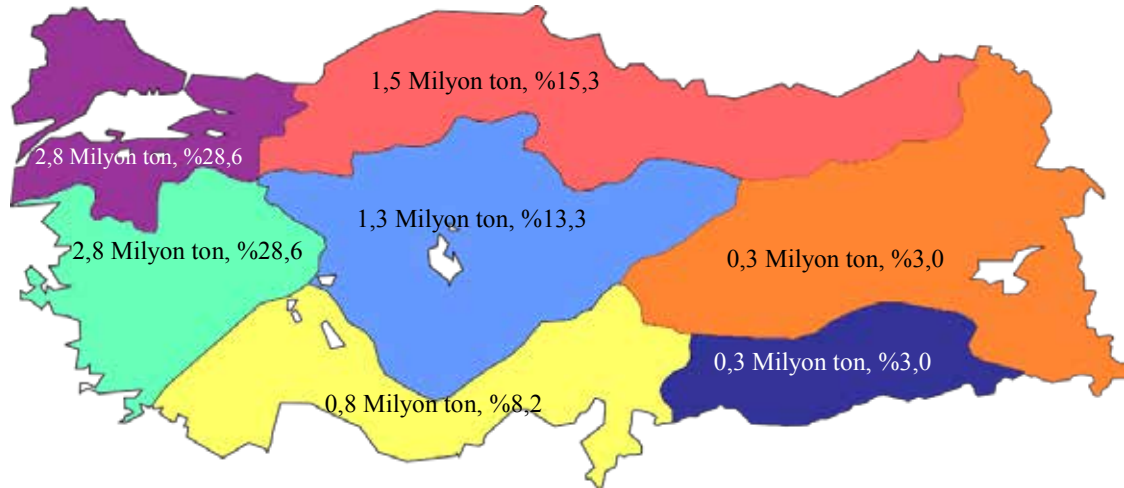 1,5 Milyon ton, %15,3
2,8 Milyon ton, %28,6
1,3 Milyon ton, %13,3
2,8 Milyon ton, %28,6
0,3 Milyon ton, %3,0
0,3 Milyon ton, %3,0
0,8 Milyon ton, %8,2